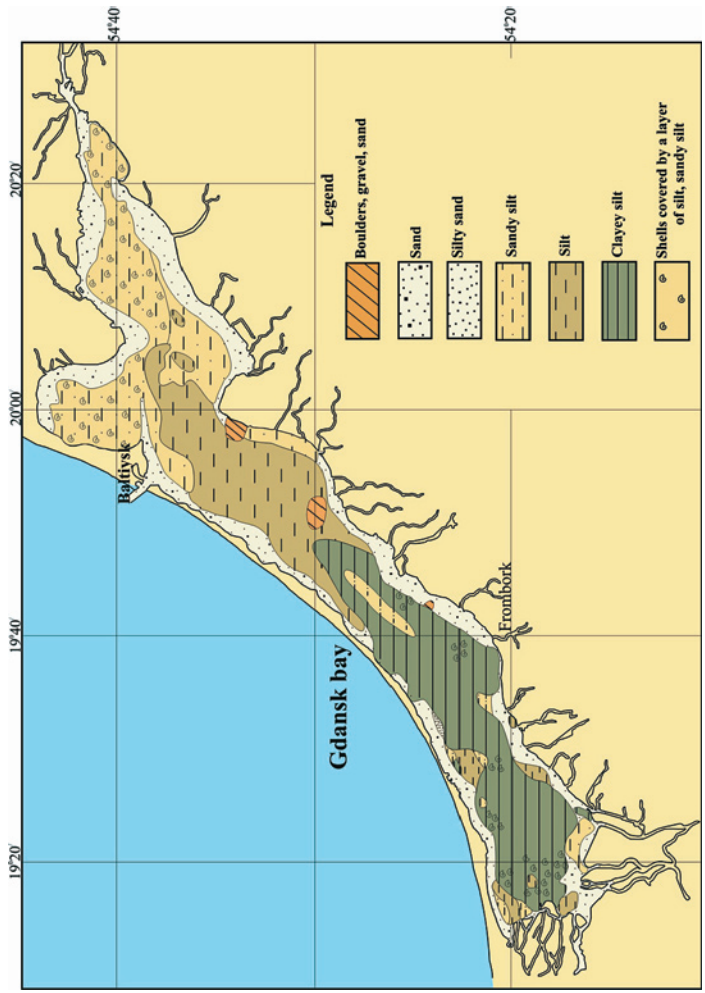 54°40'
54°20'
20°20'
20°00'
19°40'
19°20'
Baltiysk
Gdansk bay
Frombork
Legend
Boulders, gravel, sand
Sand
Silty sand
Sandy silt
Silt
Clayey silt
Shells covered by a layer
of silt, sandy silt